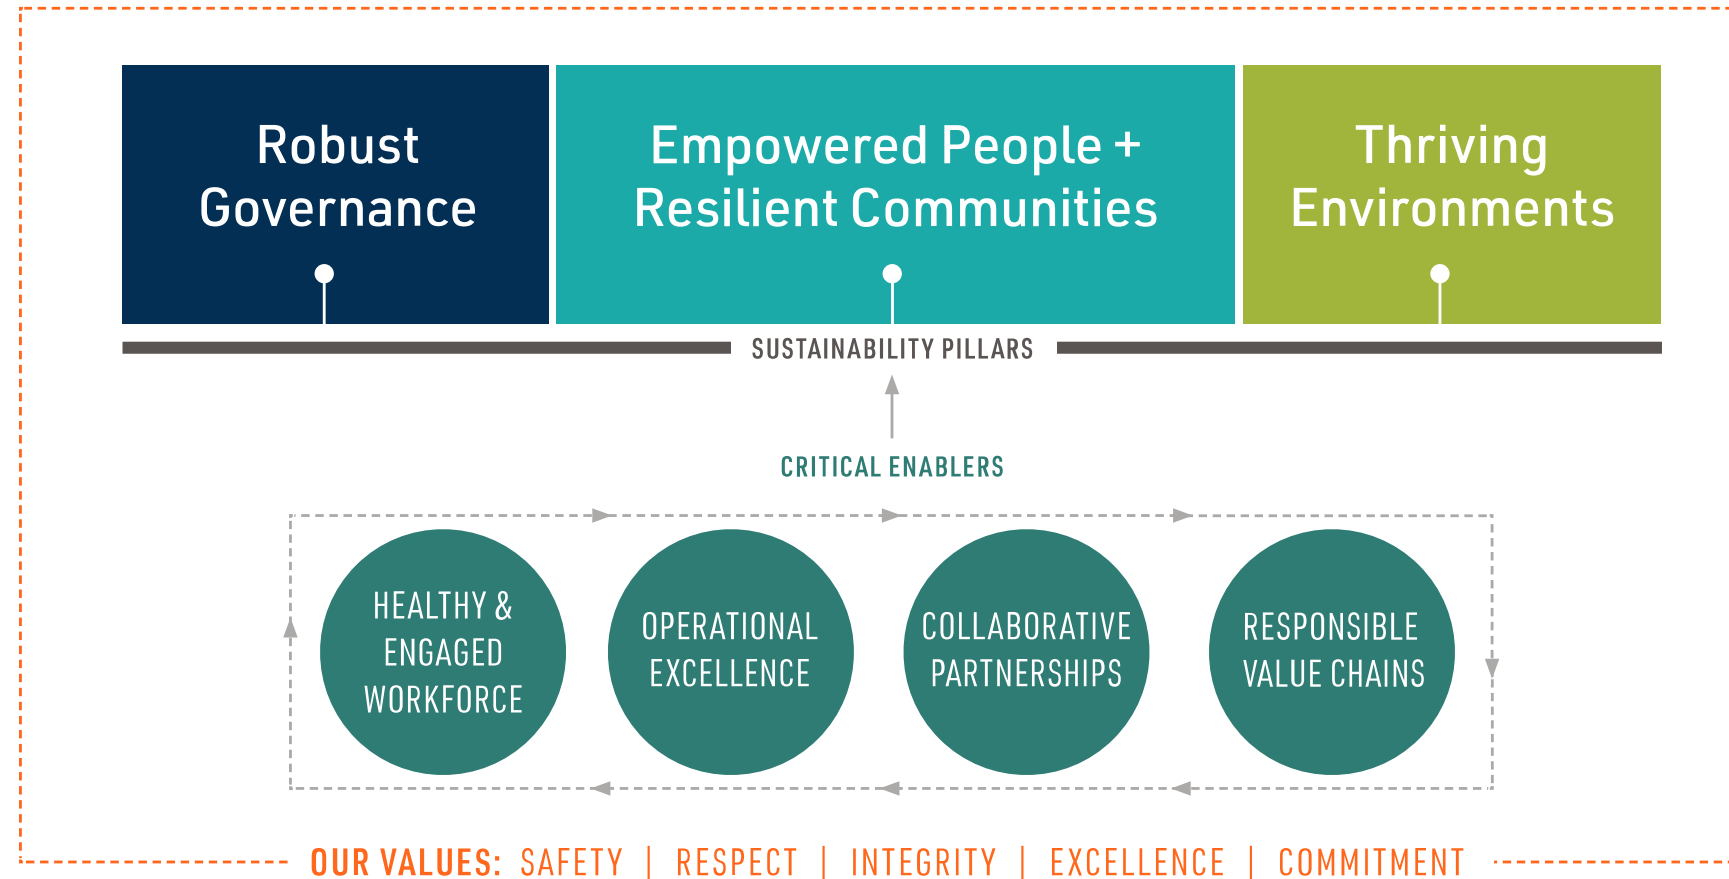 Robust
Governance
Empowered People +
Resilient Communities
Thriving
Environments
SUSTAINABILITY PILLARS
CRITICAL ENABLERS
HEALTHY &
ENGAGED
WORKFORCE
OPERATIONAL
EXCELLENCE
COLLABORATIVE
PARTNERSHIPS
RESPONSIBLE
VALUE CHAINS
OUR VALUES: SAFETY | RESPECT | INTEGRITY | EXCELLENCE | COMMITMENT